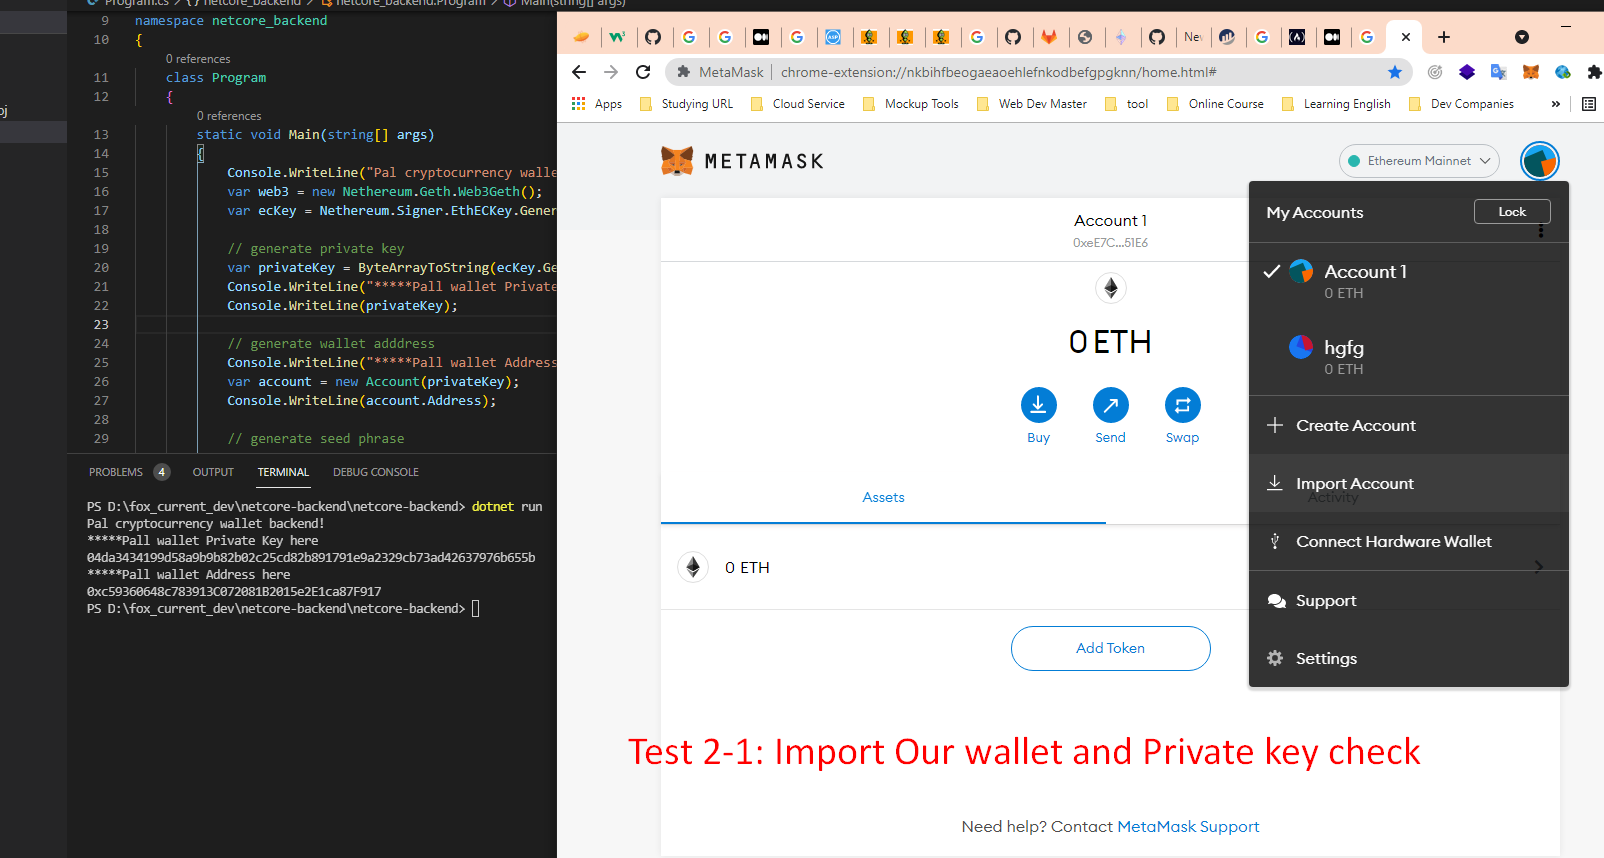 Program.cs > { } netcore_backend > netcore_backend.Program > Main(string[] args)
9 namespace netcore_backend
10 {
0 references
11 class Program
12 {
0 references
13 static void Main(string[] args)
14 {
15 Console.WriteLine("Pal cryptocurrency walle
16 var web3 = new Nethereum.Geth.Web3Geth();
17 var ecKey = Nethereum.Signer.EthECKey.Gener
18
19 // generate private key
20 var privateKey = ByteArrayToString(ecKey.Ge
21 Console.WriteLine("*****Pall wallet Private
22 Console.WriteLine(privateKey);
23
24 // generate wallet adddress
25 Console.WriteLine("*****Pall wallet Address
26 var account = new Account(privateKey);
27 Console.WriteLine(account.Address);
28
29 // generate seed phrase
oj
PROBLEMS 4 OUTPUT TERMINAL DEBUG CONSOLE
PS D:\fox_current_dev\netcore-backend\netcore-backend> dotnet run
Pal cryptocurrency wallet backend!
*****Pall wallet Private Key here
04da3434199d58a9b9b82b02c25cd82b891791e9a2329cb73ad42637976b655b
*****Pall wallet Address here
0xc59360648c783913C072081B2015e2E1ca87F917
PS D:\fox_current_dev\netcore-backend\netcore-backend>
MetaMask | chrome-extension://nkbihfbeogaeaoehlefnkodbefgpgknn/home.html#
Apps Studying URL Cloud Service Mockup Tools Web Dev Master tool Online Course Learning English Dev Companies »
METAMASK
Ethereum Mainnet
Account 1
0xeE7C...51E6
0 ETH
Buy Send Swap
Assets
Activity
0 ETH
Add Token
My Accounts Lock
Account 1
0 ETH
hgfg
0 ETH
Create Account
Import Account
Connect Hardware Wallet
Support
Settings
Test 2-1: Import Our wallet and Private key check
Need help? Contact MetaMask Support